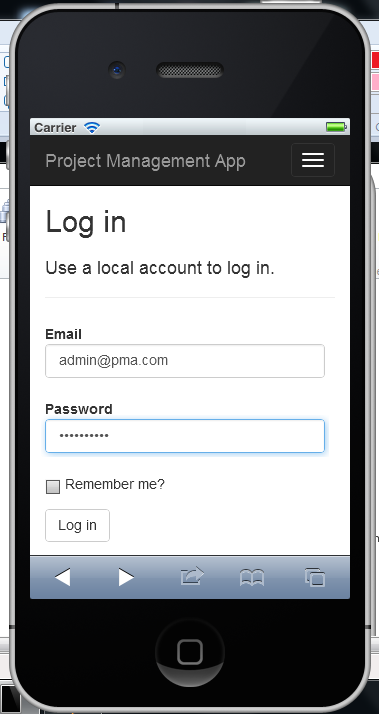 Carrier
Project Management App
Log in
Use a local account to log in.
Email
admin@pma.com
Password
••••••••••
Remember me?
Log in